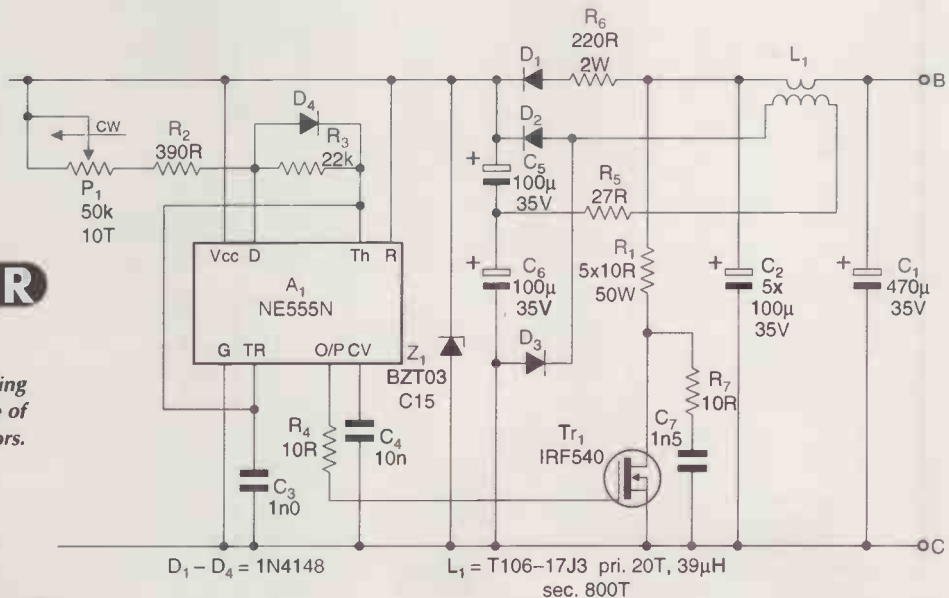 R6
220R
2W
D1
L1
B
D4
CW
R2
390R
R3
22k
D2
P1
50k
10T
+
C5
100µ
35V
R5
27R
Vcc D Th R
A1
NE555N
G TR O/P CV
R
ing
e of
ors.
Z1
BZT03
C15
+
C6
100µ
35V
D3
R1
5x10R
50W
+
C2
5x
100µ
35V
+
C1
470µ
35V
R4
10R
C4
10n
C3
1n0
Tr1
IRF540
C7
1n5
R7
10R
C
D1 – D4 = 1N4148
L1 = T106–17J3 pri. 20T, 39µH
sec. 800T